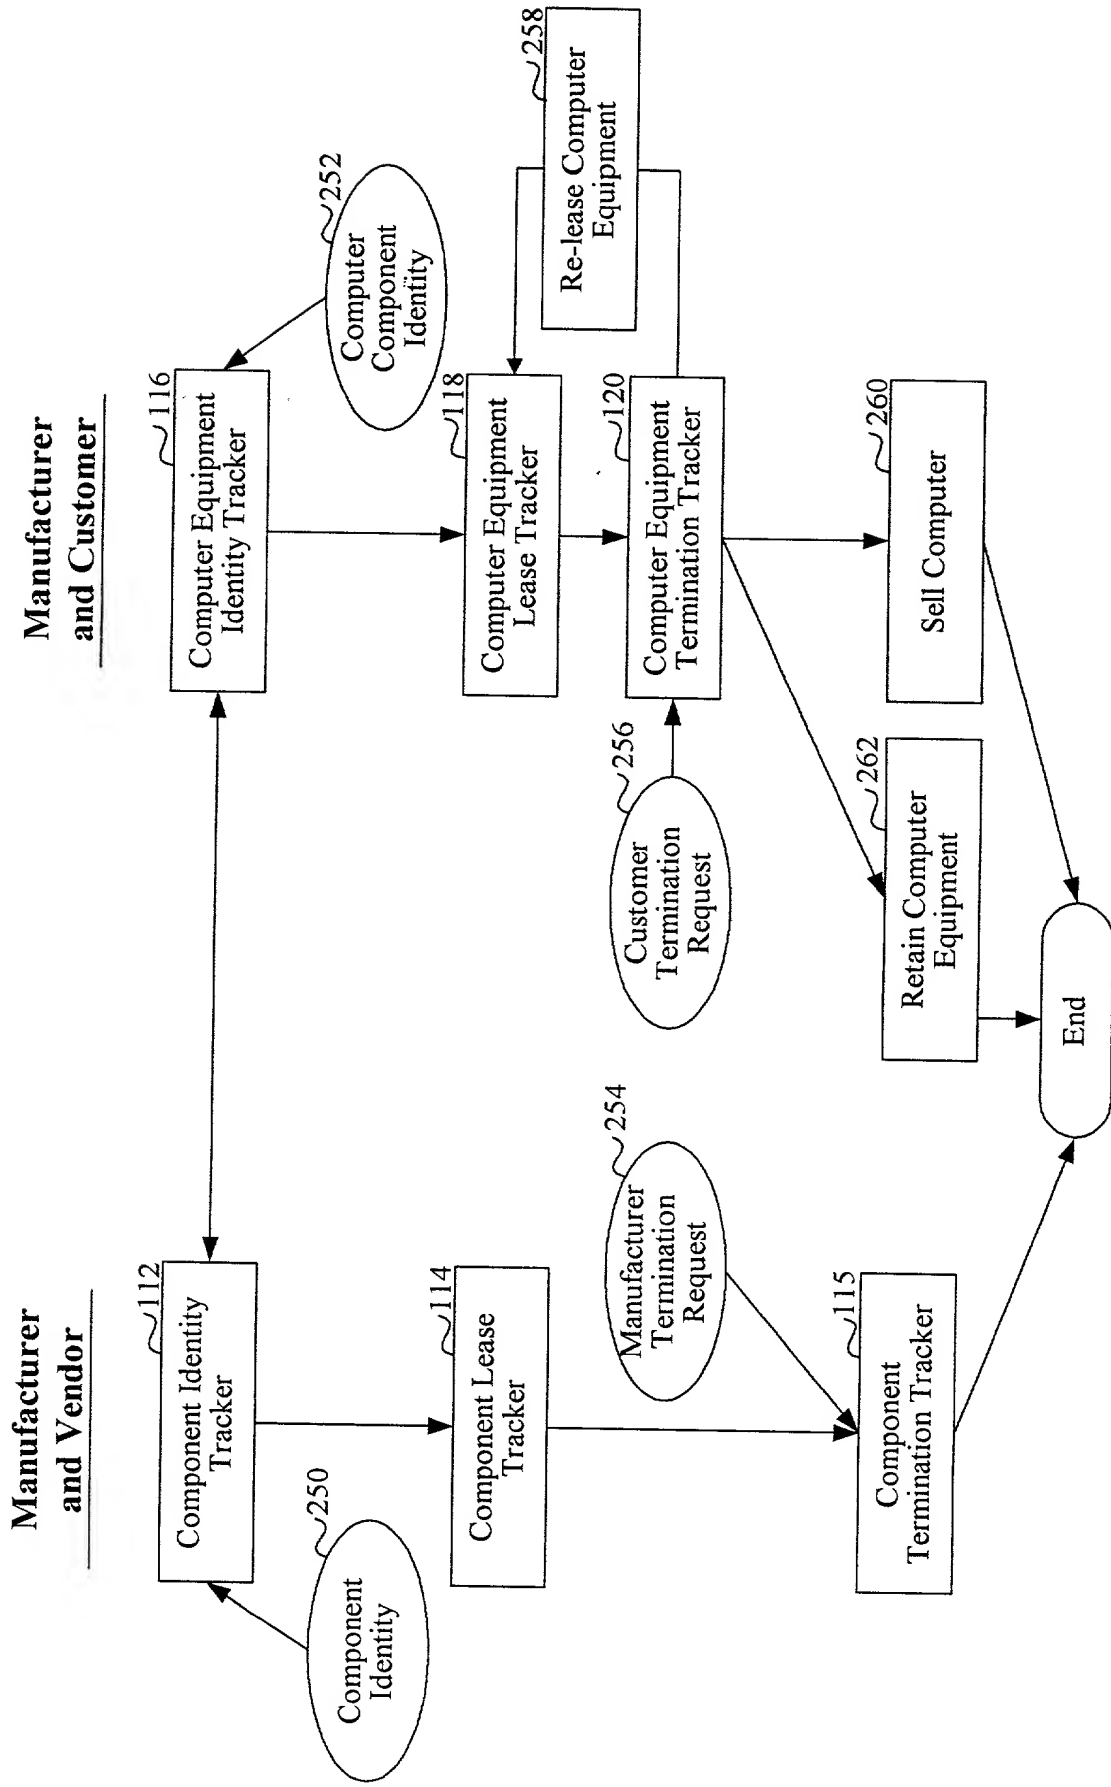 Manufacturer
and Vendor
Manufacturer
and Customer
112
Component Identity
Tracker
116
Computer Equipment
Identity Tracker
250
Component
Identity
252
Computer
Component
Identity
114
Component Lease
Tracker
118
Computer Equipment
Lease Tracker
258
Re-lease Computer
Equipment
254
Manufacturer
Termination
Request
256
Customer
Termination
Request
120
Computer Equipment
Termination Tracker
115
Component
Termination Tracker
262
Retain Computer
Equipment
260
Sell Computer
End